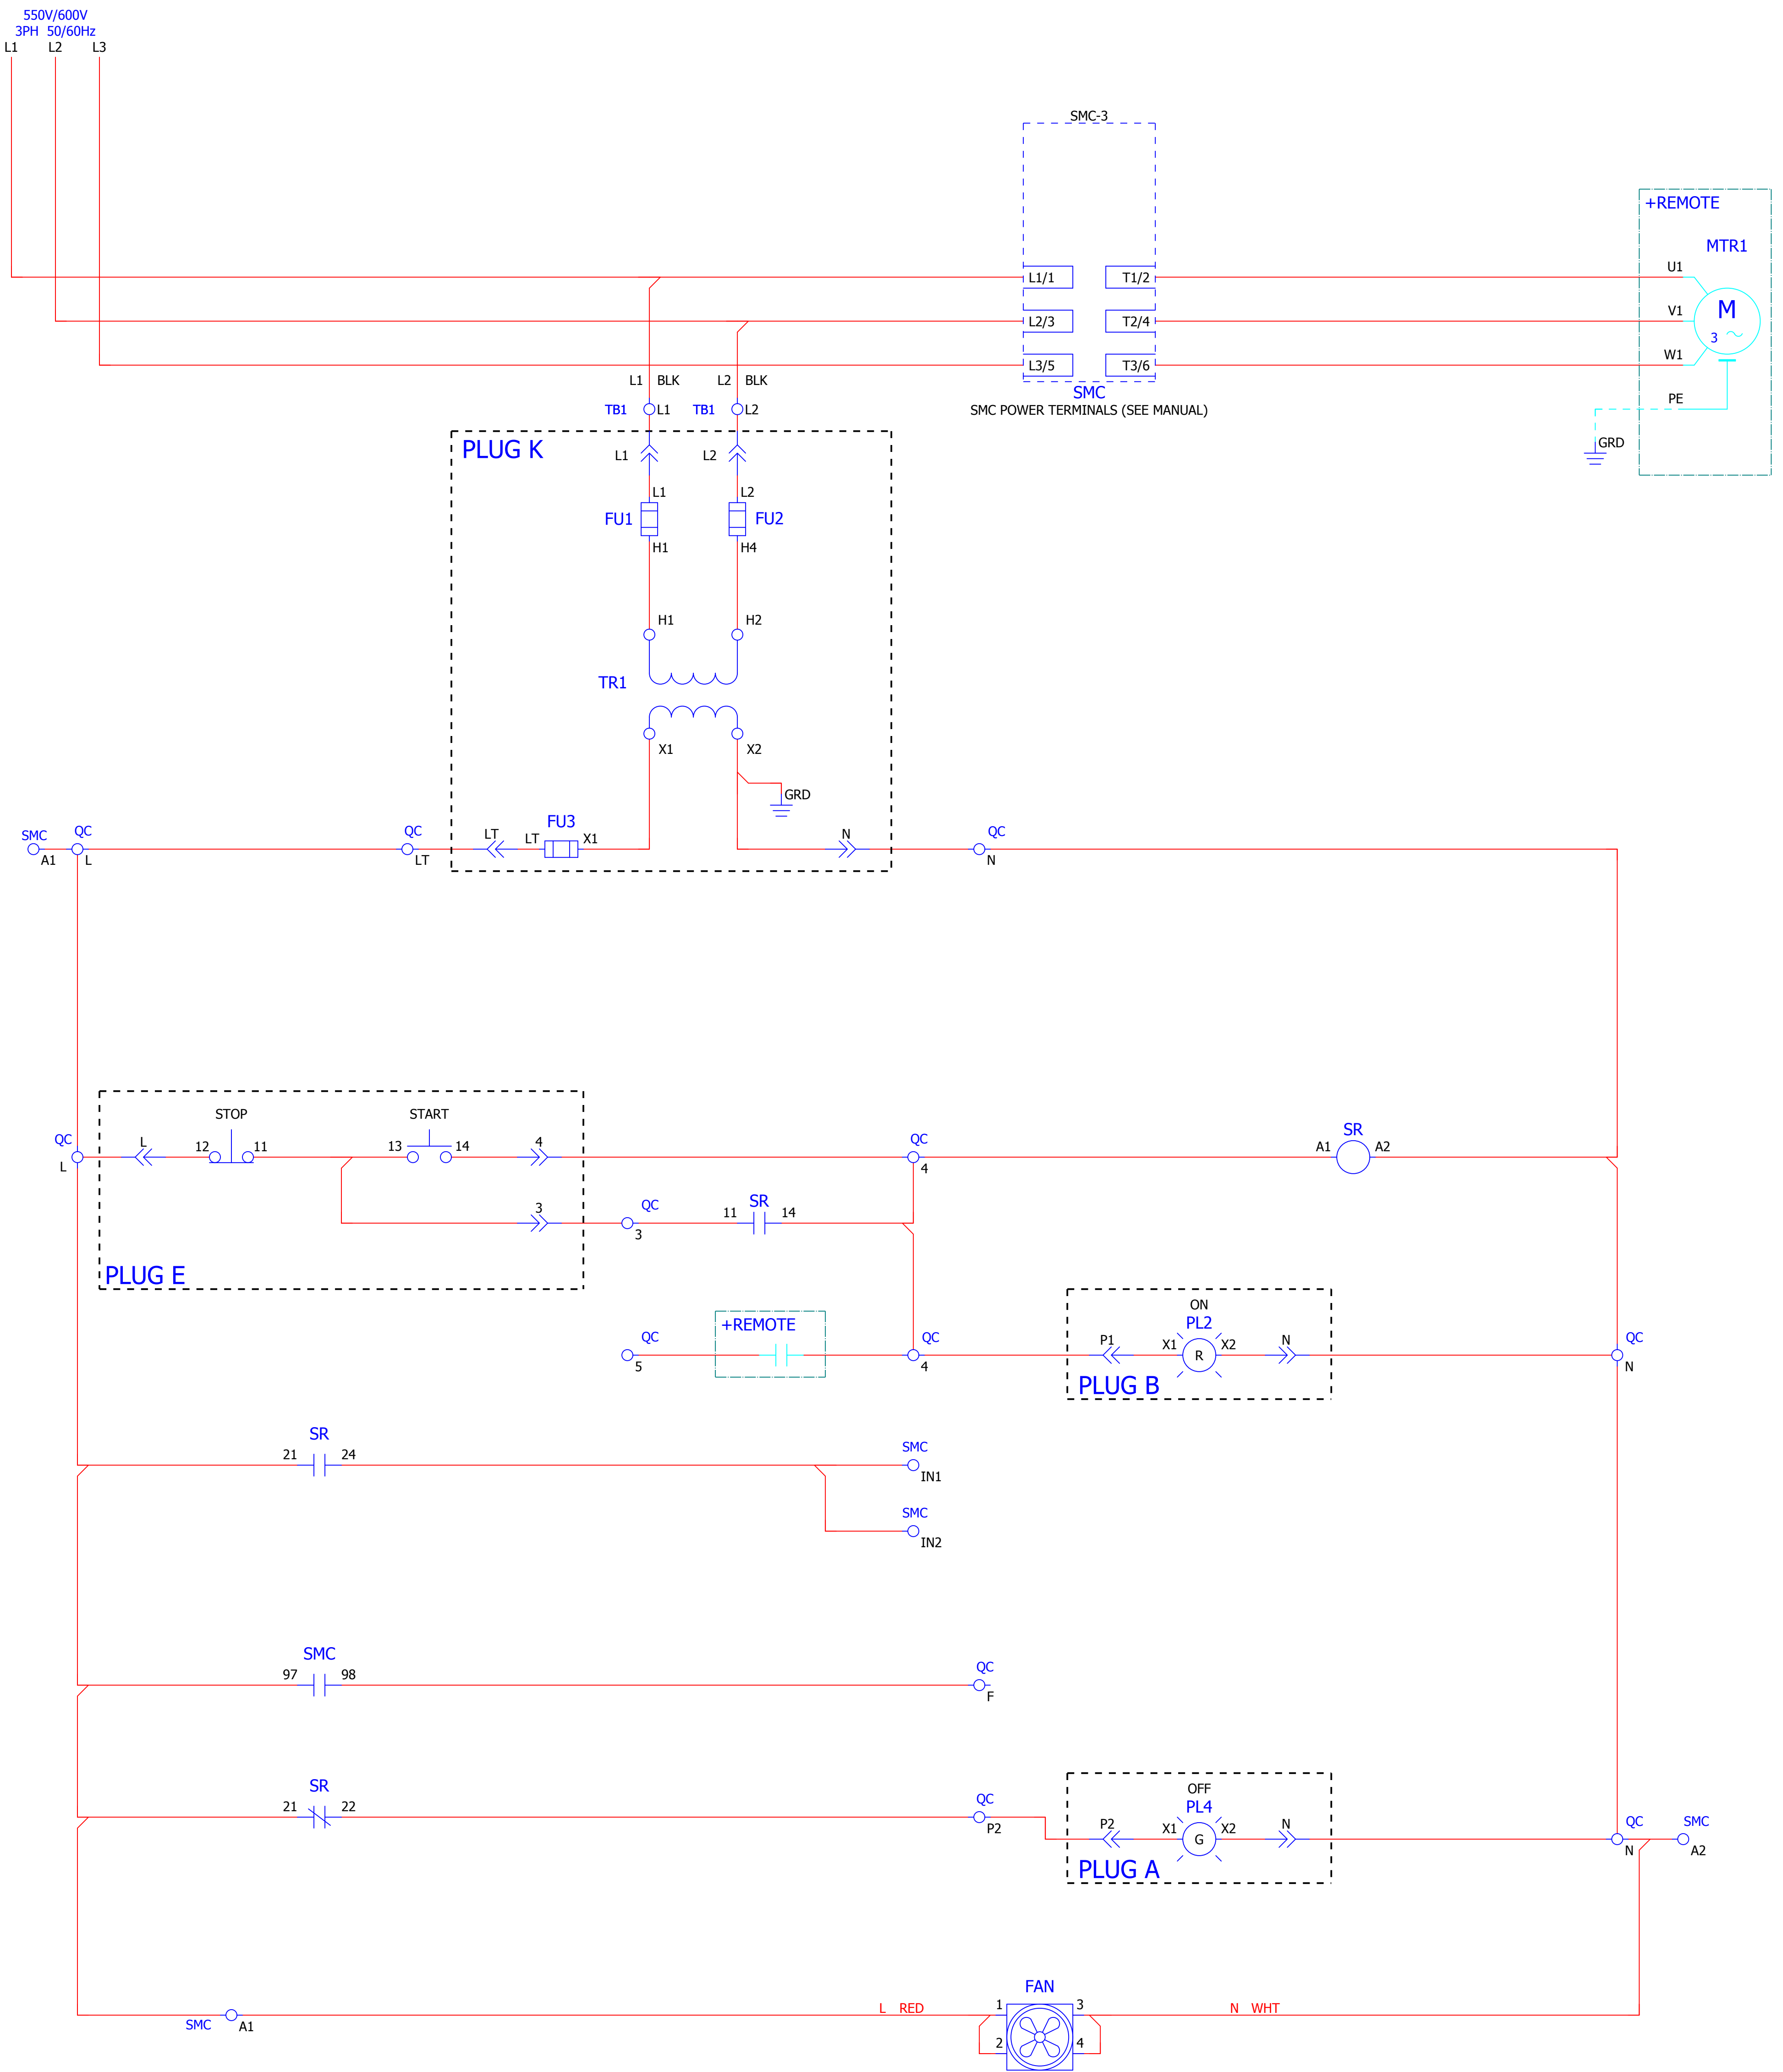 550V/600V
3PH 50/60Hz
L1 L2 L3
SMC-3
+REMOTE
MTR1
L1/1 T1/2 U1
M
3
L2/3 T2/4 V1
L3/5 T3/6 W1
L1 BLK L2 BLK
SMC
SMC POWER TERMINALS (SEE MANUAL)
PE
TB1 L1 TB1 L2
GRD
PLUG K
L1 L2
L1 L2
FU1 FU2
H1 H4
H1 H2
TR1
X1 X2
GRD
SMC QC QC LT LT FU3 X1 N QC
A1 L LT N
STOP START
QC L 12 11 13 14 4 QC A1 SR A2
L 4
3 QC 11 SR 14
3
PLUG E
+REMOTE
ON
PL2
QC QC P1 X1 R X2 N QC
5 4 N
PLUG B
SR
21 24 SMC
IN1
SMC
IN2
SMC
97 98 QC
F
SR
21 22 QC
P2
OFF
PL4
P2 X1 G X2 N QC SMC
N A2
PLUG A
FAN
SMC A1 L RED 1 3 N WHT
2 4